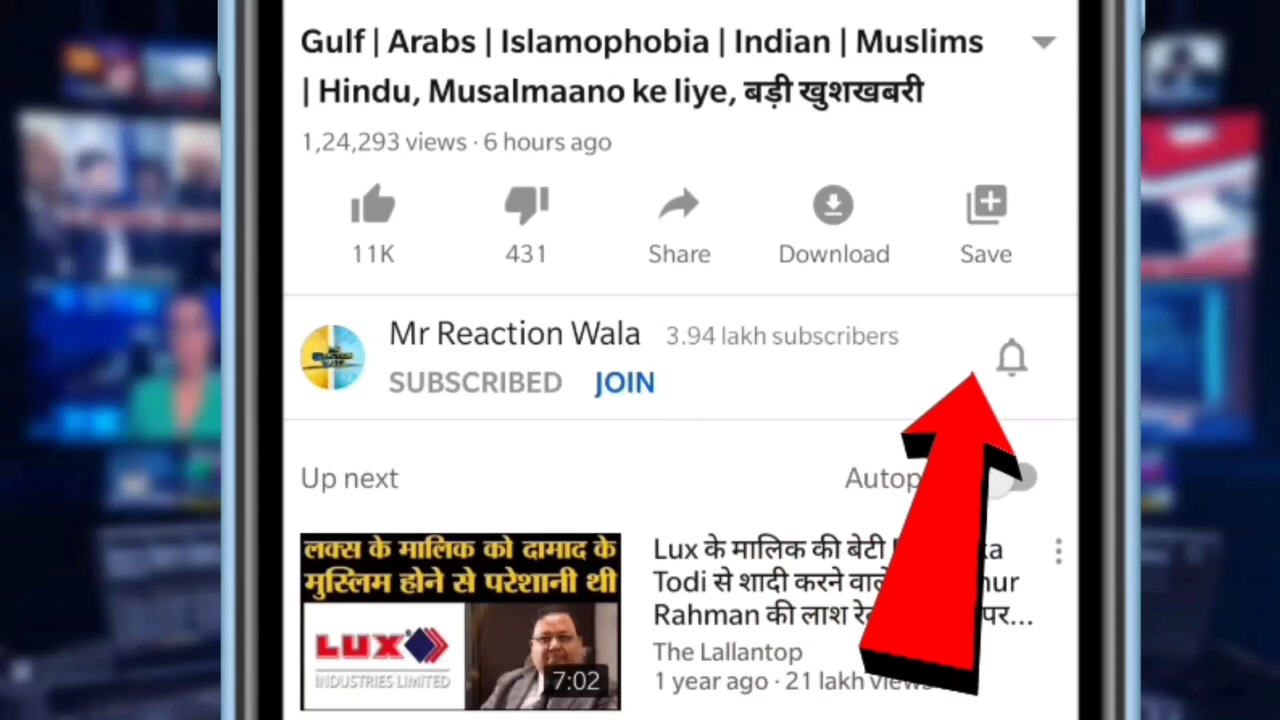 Gulf | Arabs | Islamophobia | Indian | Muslims
| Hindu, Musalmaano ke liye, बड़ी खुशखबरी
1,24,293 views · 6 hours ago
11K
431
Share
Download
Save
Mr Reaction Wala 3.94 lakh subscribers
SUBSCRIBED JOIN
Up next
लक्स के मालिक को दामाद के
मुस्लिम होने से परेशानी थी
LUX
INDUSTRIES LIMITED
7:02
Lux के मालिक की बेटी
Todi से शादी करने
Rahman की लाश
The Lallantop
1 year ago · 21 lakh views